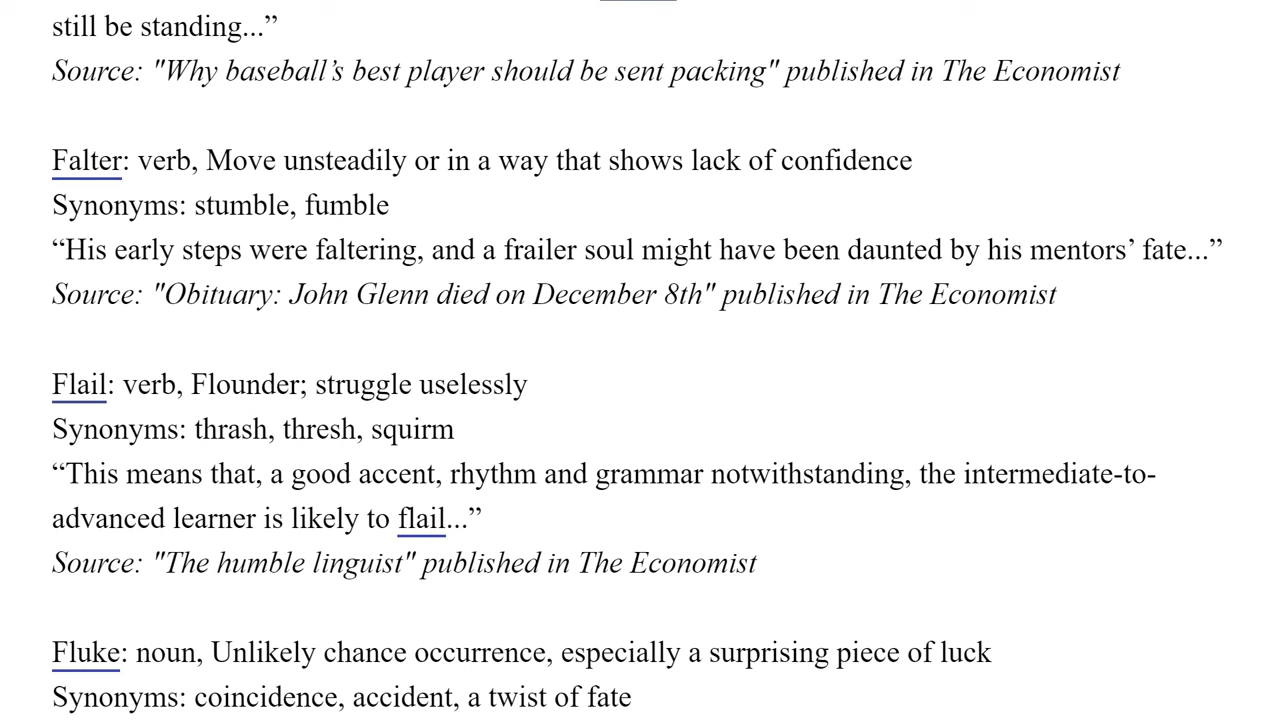 still be standing...”
Source: "Why baseball’s best player should be sent packing" published in The Economist
Falter: verb, Move unsteadily or in a way that shows lack of confidence
Synonyms: stumble, fumble
“His early steps were faltering, and a frailer soul might have been daunted by his mentors’ fate...”
Source: "Obituary: John Glenn died on December 8th" published in The Economist
Flail: verb, Flounder; struggle uselessly
Synonyms: thrash, thresh, squirm
“This means that, a good accent, rhythm and grammar notwithstanding, the intermediate-to-
advanced learner is likely to flail...”
Source: "The humble linguist" published in The Economist
Fluke: noun, Unlikely chance occurrence, especially a surprising piece of luck
Synonyms: coincidence, accident, a twist of fate